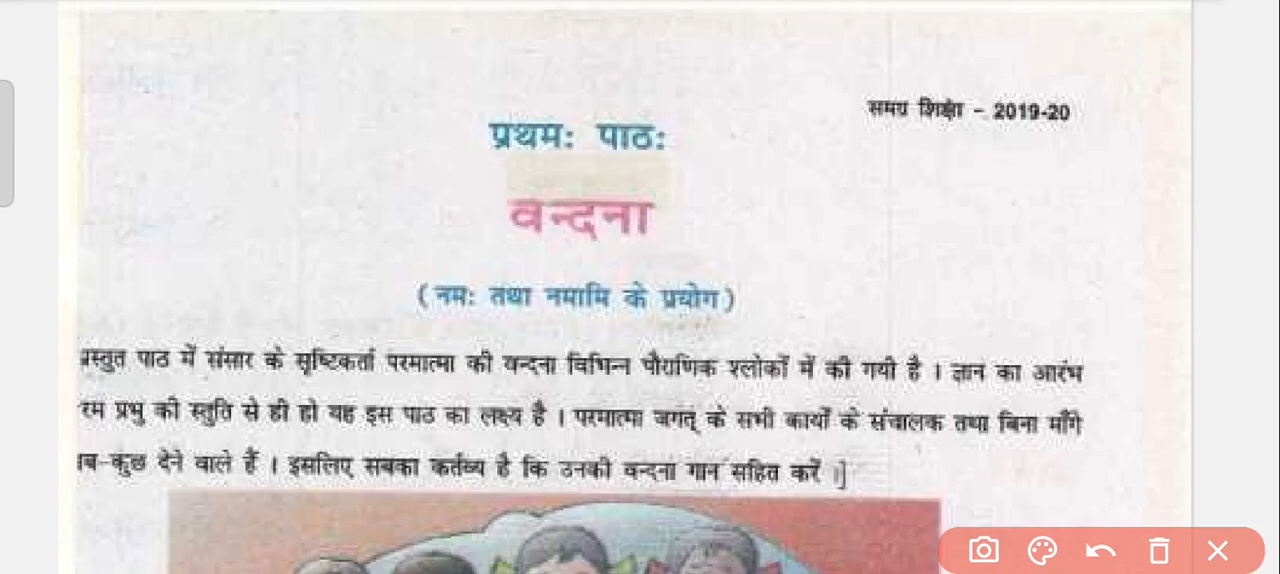 समग्र शिक्षा - 2019-20
प्रथमः पाठः
वन्दना
( नमः तथा नमामि के प्रयोग )
प्रस्तुत पाठ में संसार के सृष्टिकर्ता परमात्मा की वन्दना विभिन्न पौराणिक श्लोकों में की गयी है । ज्ञान का आरंभ
रम प्रभु की स्तुति से ही हो यह इस पाठ का लक्ष्य है । परमात्मा जगत् के सभी कार्यों के संचालक तथा बिना माँगे
ब-कुछ देने वाले हैं । इसलिए सबका कर्तव्य है कि उनकी वन्दना गान सहित करें ।]